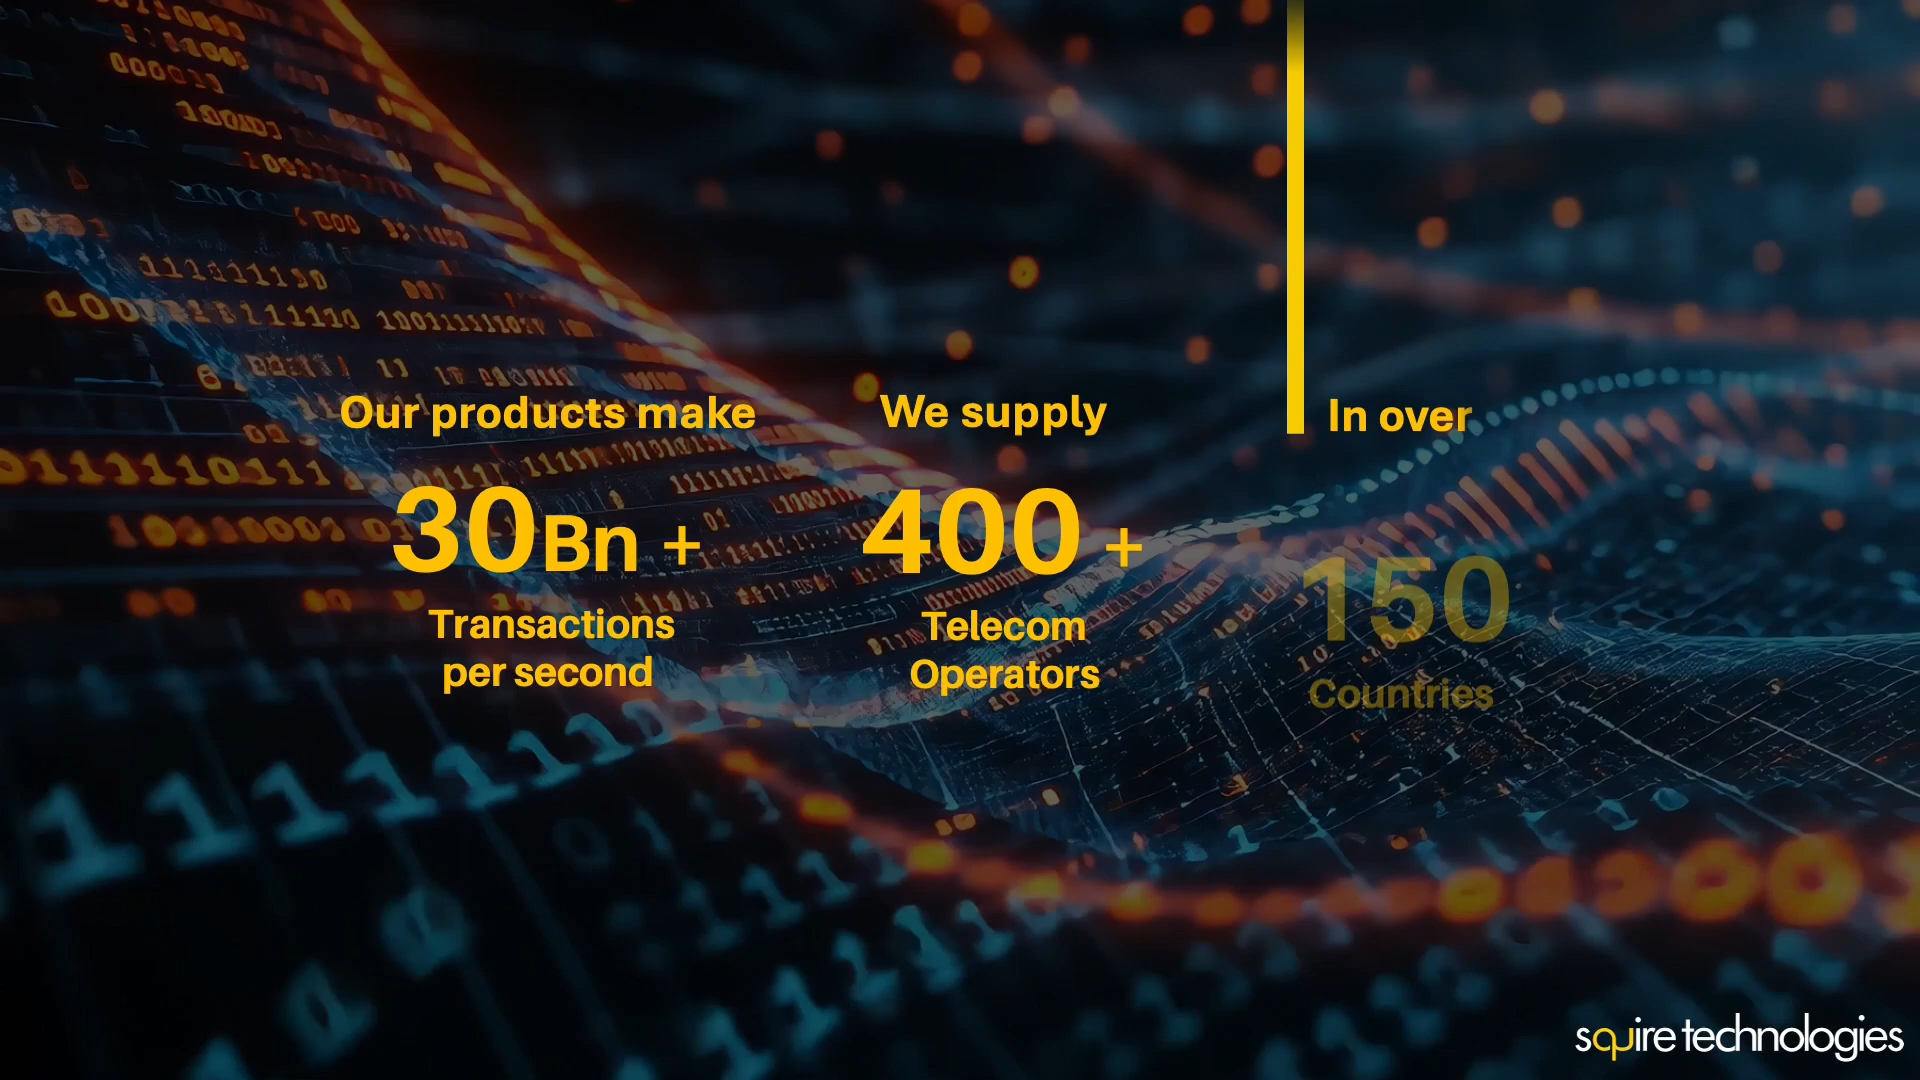 Our products make
30Bn +
Transactions
per second
We supply
400 +
Telecom
Operators
In over
150
Countries
squire technologies